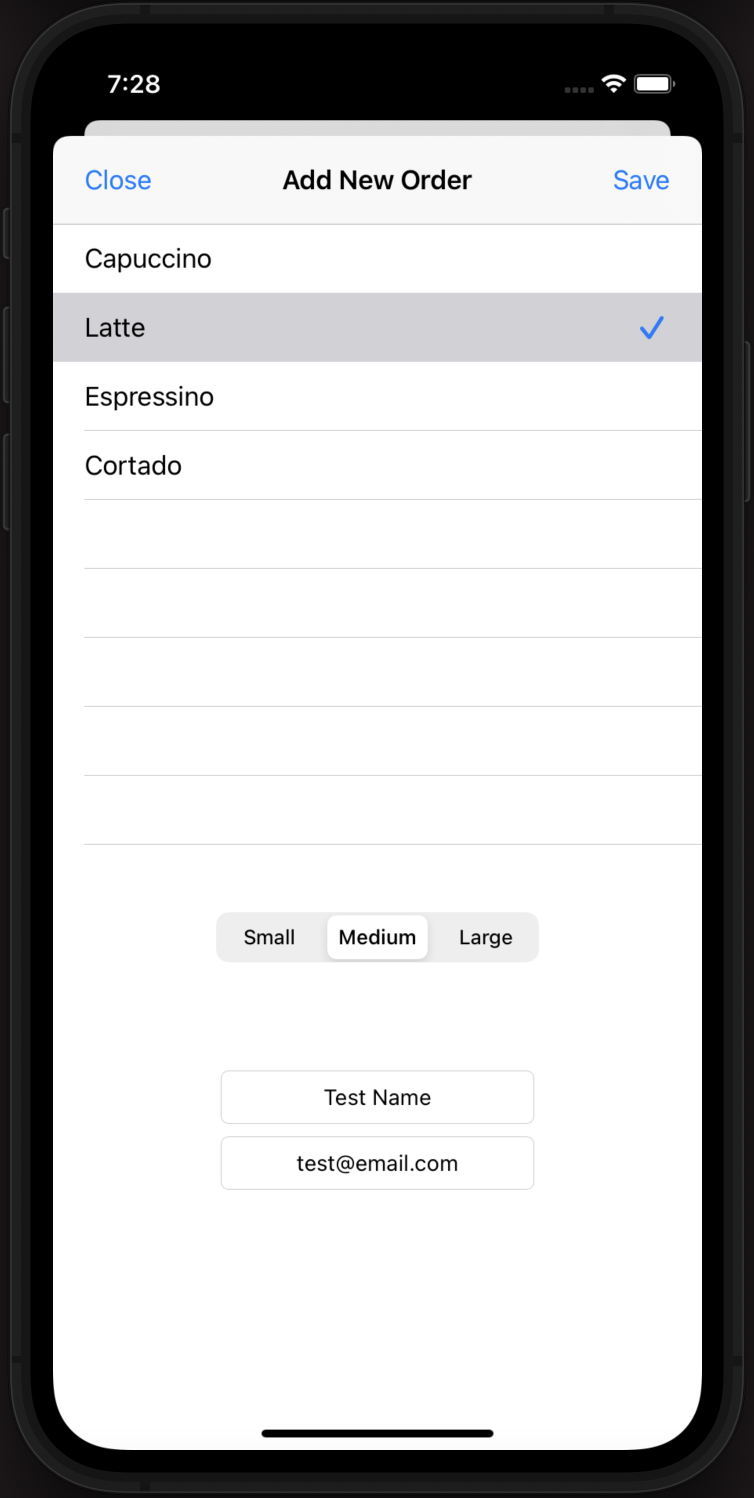 7:28
Close Add New Order Save
Capuccino
Latte
Espressino
Cortado
Small Medium Large
Test Name
test@email.com